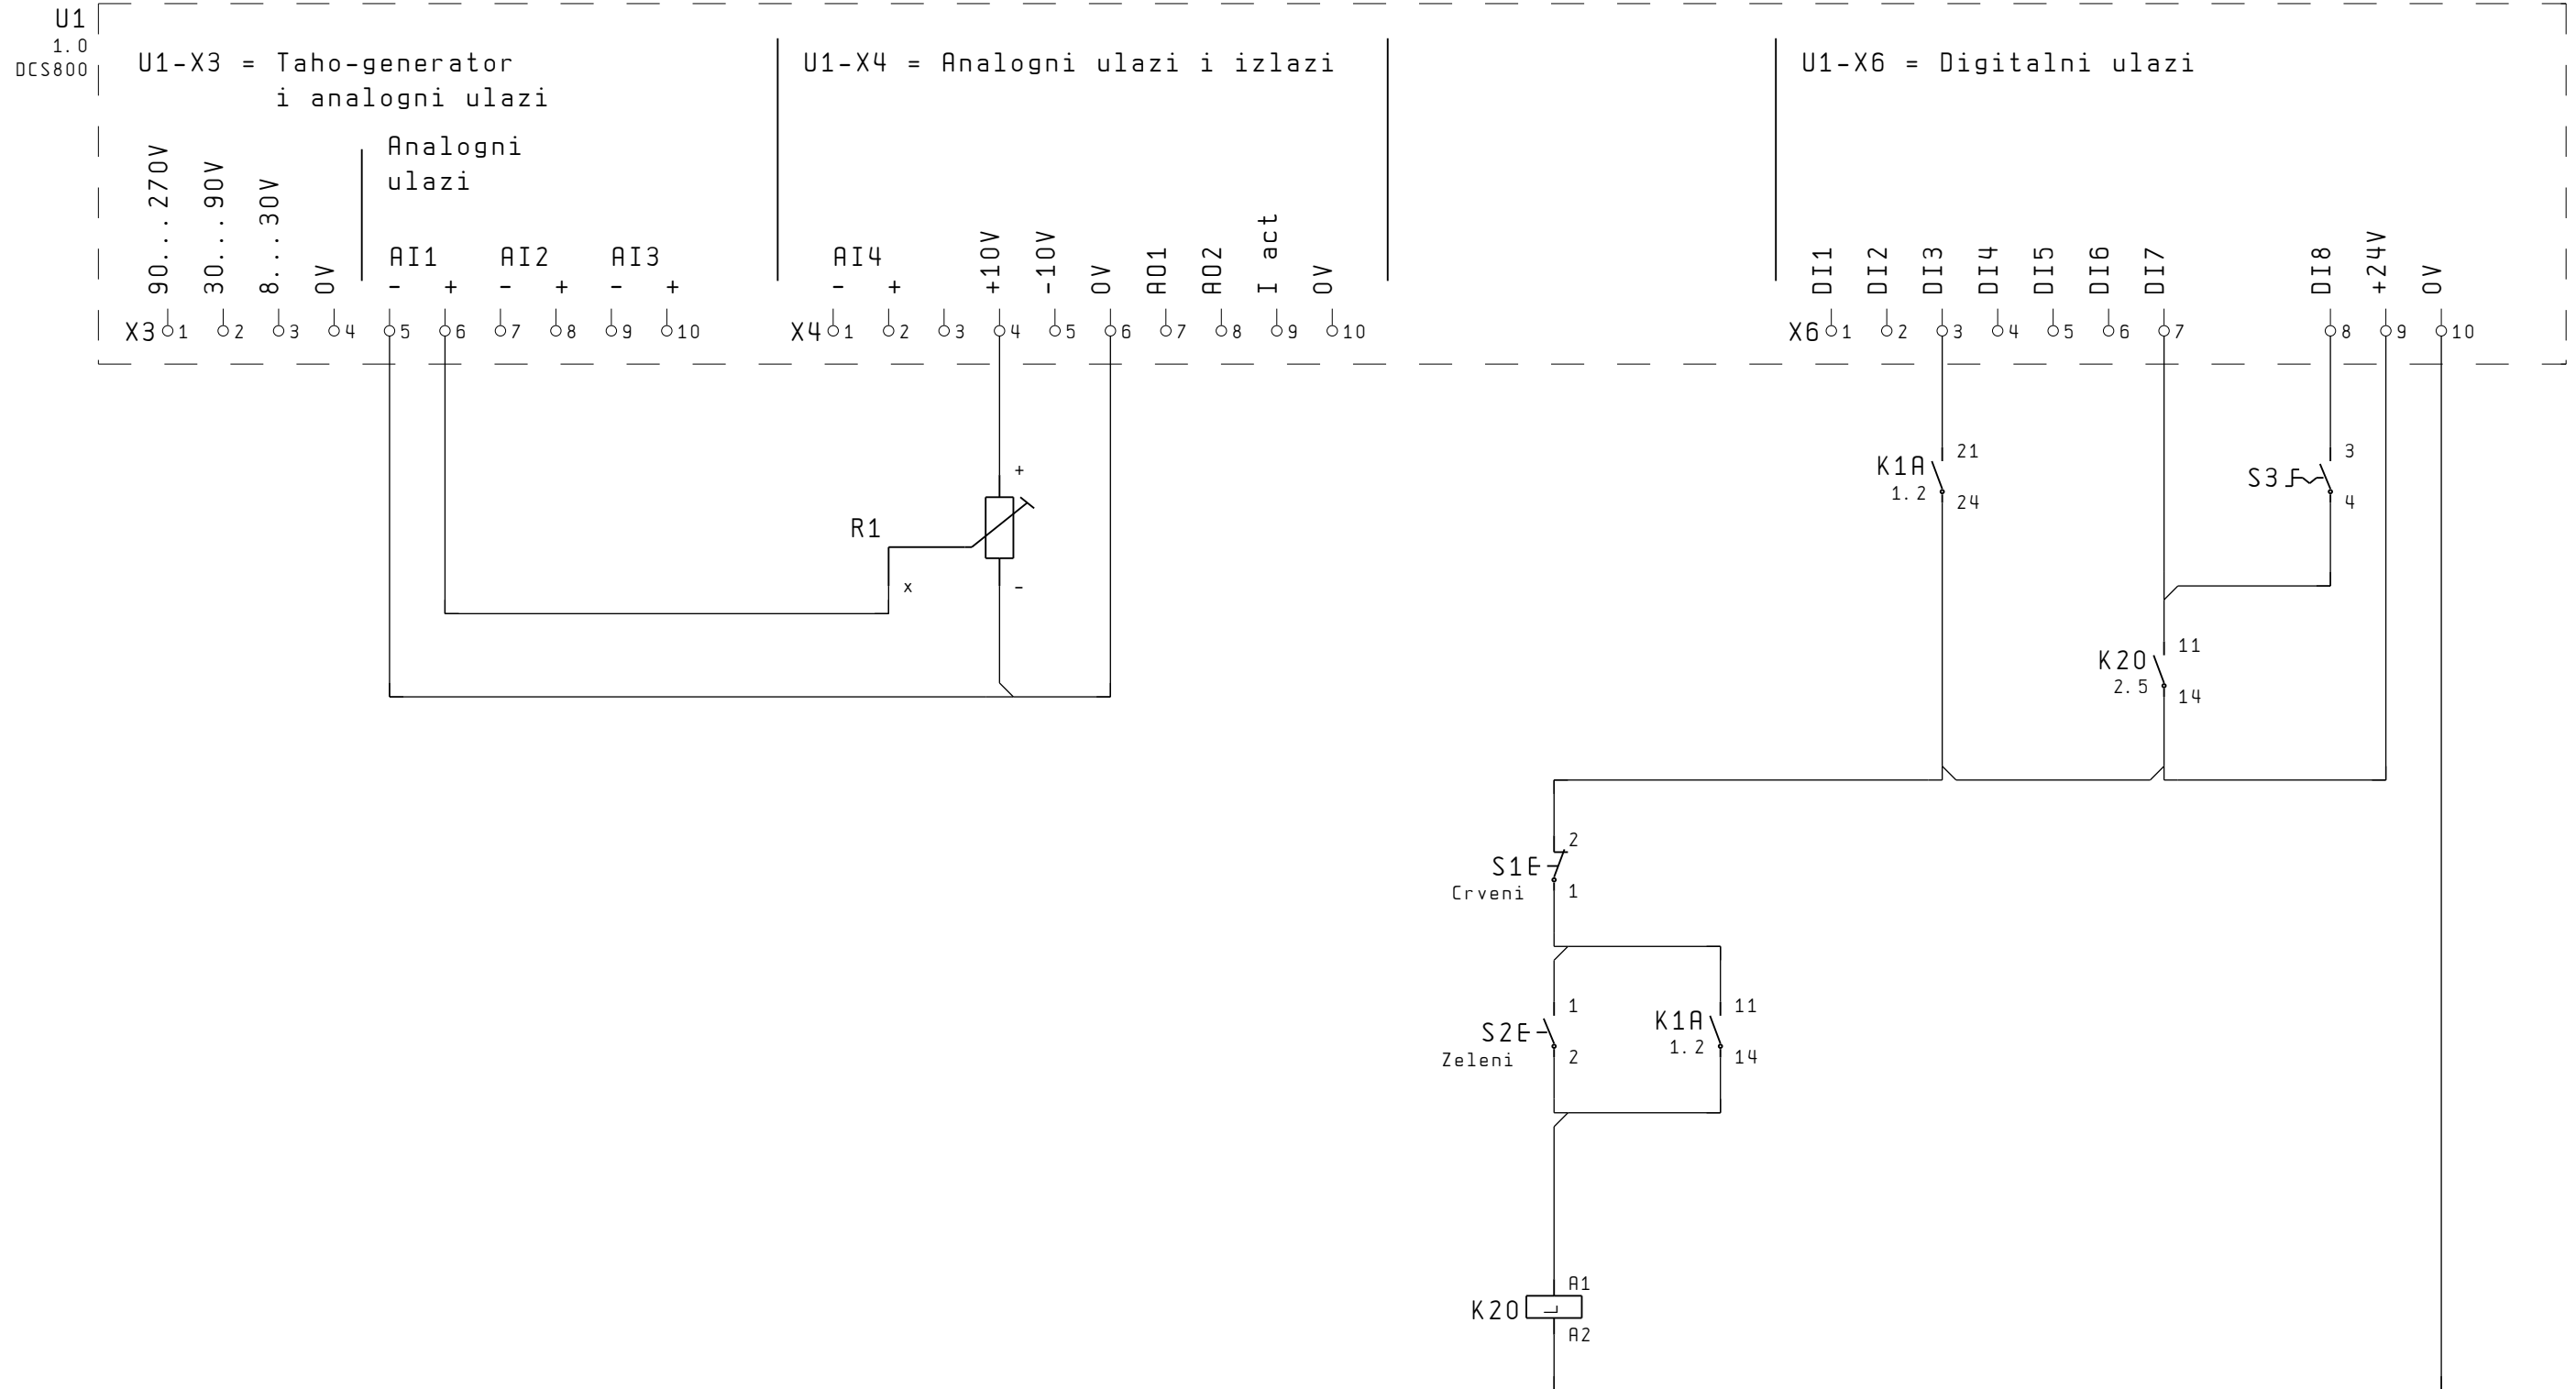 U1
1.0
DCS800
U1-X3 = Taho-generator
i analogni ulazi
U1-X4 = Analogni ulazi i izlazi
U1-X6 = Digitalni ulazi
Analogni
ulazi
90...270V
30...90V
8...30V
0V
AI1
- +
AI2
- +
AI3
- +
AI4
- +
+10V
-10V
0V
AO1
AO2
I act
0V
DI1
DI2
DI3
DI4
DI5
DI6
DI7
DI8
+24V
0V
X3 1 2 3 4 5 6 7 8 9 10
X4 1 2 3 4 5 6 7 8 9 10
X6 1 2 3 4 5 6 7 8 9 10
+
R1
x
-
K1A
1.2
21
24
S3
3
4
K20
2.5
11
14
S1
Crveni
2
1
S2
Zeleni
1
2
K1A
1.2
11
14
K20
A1
A2